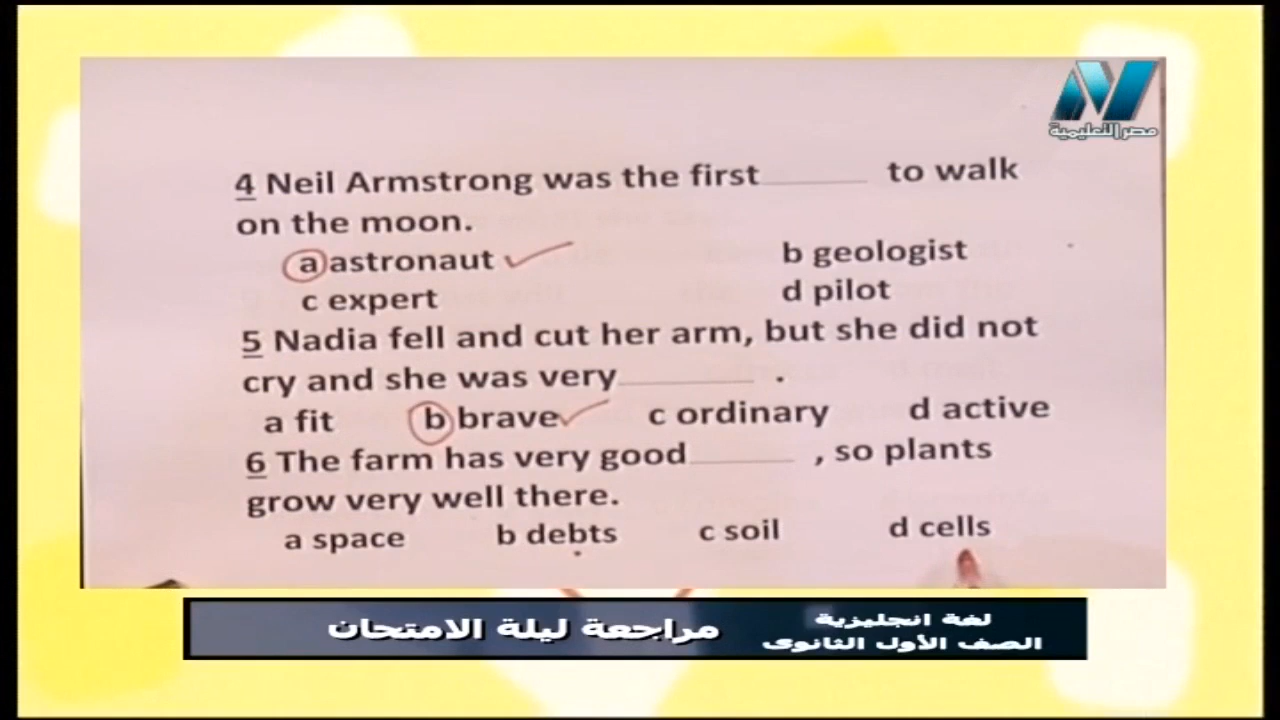 مصر التعليمية
4 Neil Armstrong was the first ______ to walk
on the moon.
a astronaut ✓ b geologist
c expert d pilot
5 Nadia fell and cut her arm, but she did not
cry and she was very ______ .
a fit b brave ✓ c ordinary d active
6 The farm has very good ______ , so plants
grow very well there.
a space b debts c soil d cells
لغة انجليزية
الصف الأول الثانوى
مراجعة ليلة الامتحان